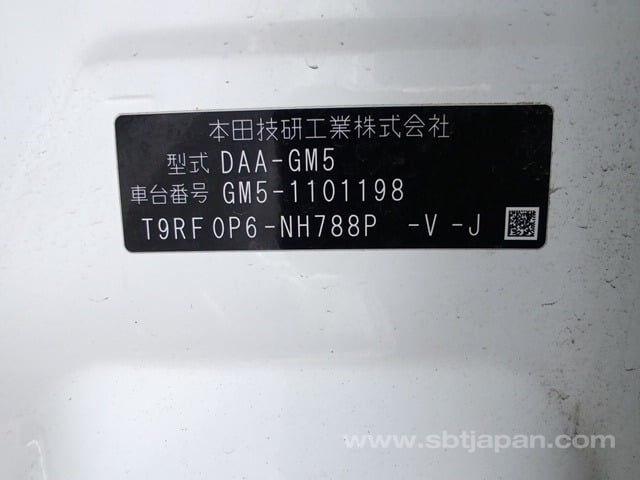 本田技研工業株式会社
型式 DAA-GM5
車台番号 GM5-1101198
T9RF0P6-NH788P -V -J
www.sbtjapan.com